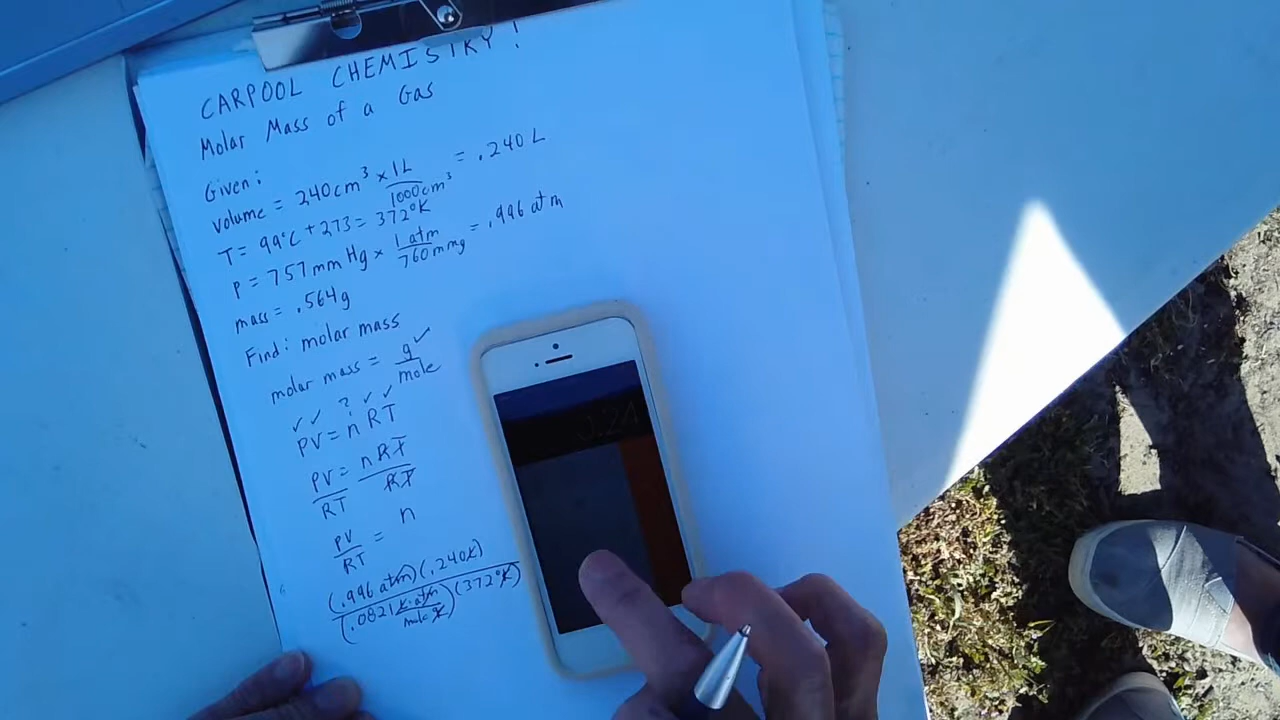 CARPOOL CHEMISTRY!
Molar Mass of a Gas
Given:
volume = 240cm³ × 1L/1000cm³ = .240 L
T = 99°C + 273 = 372°K
P = 757 mm Hg × 1 atm/760 mmg = .996 atm
mass = .564g
Find: molar mass
molar mass = g✓/mole
✓ ✓ ? ✓ ✓
PV = n RT
PV/RT = nRT/RT
PV/RT = n
(.996 atm)(.240L)/(.0821 L·atm/mole·K)(372°K)